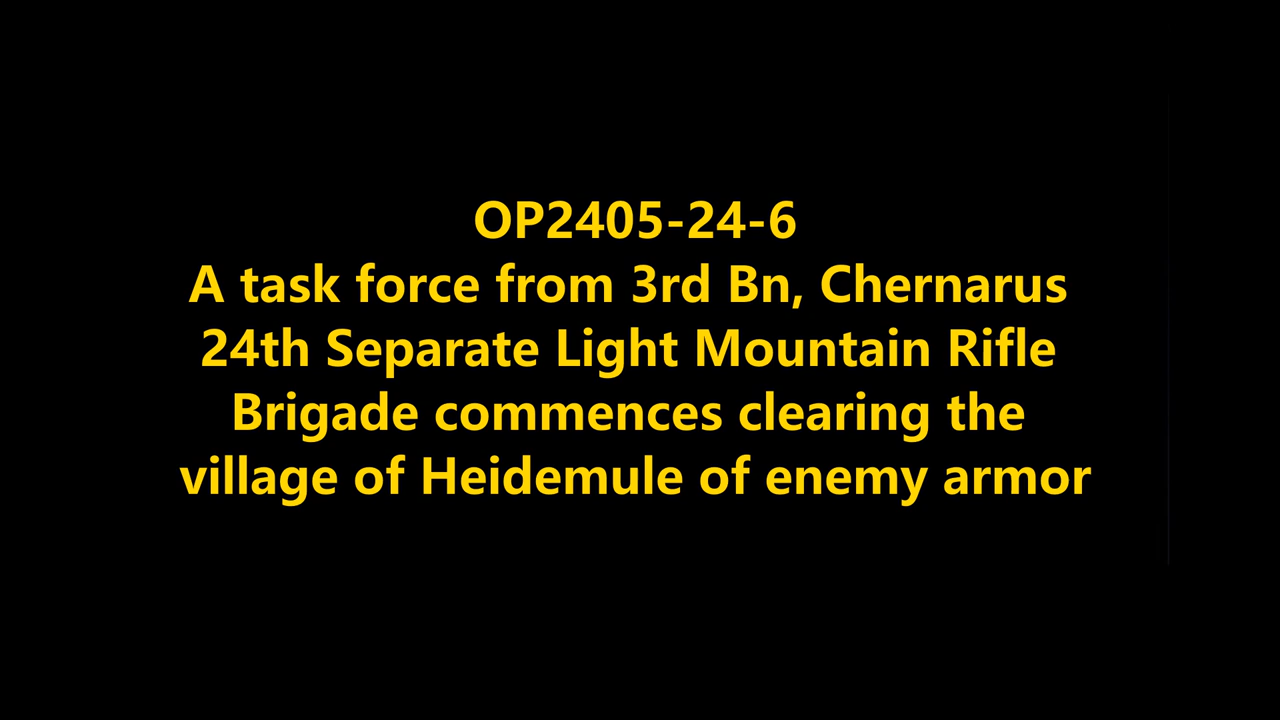 OP2405-24-6
A task force from 3rd Bn, Chernarus
24th Separate Light Mountain Rifle
Brigade commences clearing the
village of Heidemule of enemy armor